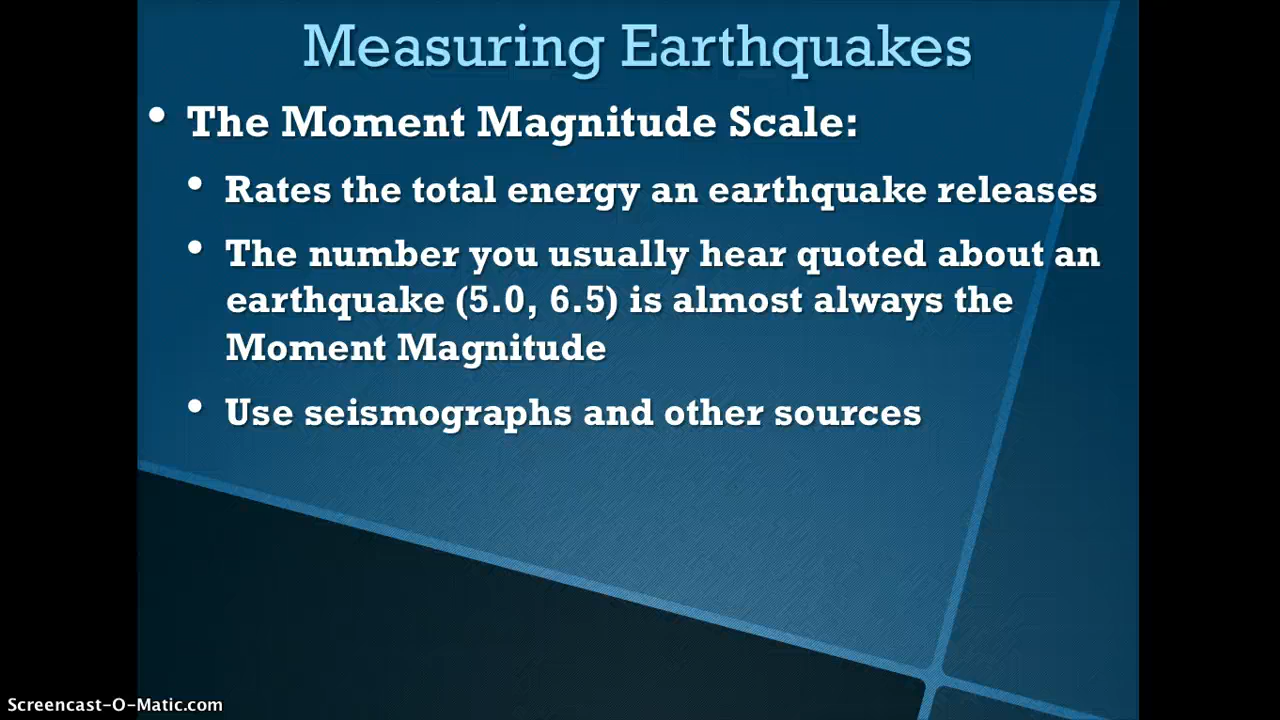 Measuring Earthquakes
• The Moment Magnitude Scale:
• Rates the total energy an earthquake releases
• The number you usually hear quoted about an
earthquake (5.0, 6.5) is almost always the
Moment Magnitude
• Use seismographs and other sources
Screencast-O-Matic.com